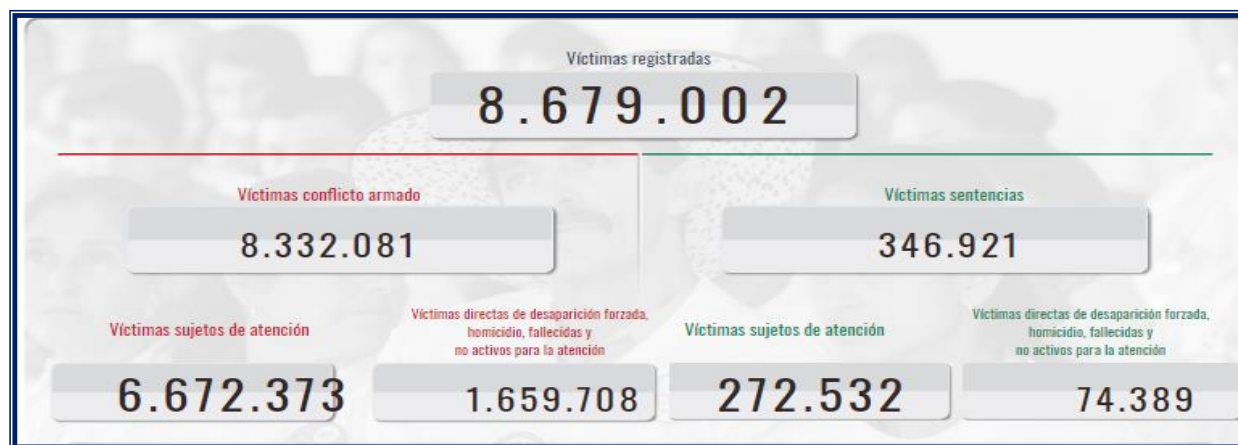 Víctimas registradas
8.679.002
Víctimas conflicto armado
8.332.081
Víctimas sentencias
346.921
Víctimas sujetos de atención
6.672.373
Víctimas directas de desaparición forzada,
homicidio, fallecidas y
no activos para la atención
1.659.708
Víctimas sujetos de atención
272.532
Víctimas directas de desaparición forzada,
homicidio, fallecidas y
no activos para la atención
74.389